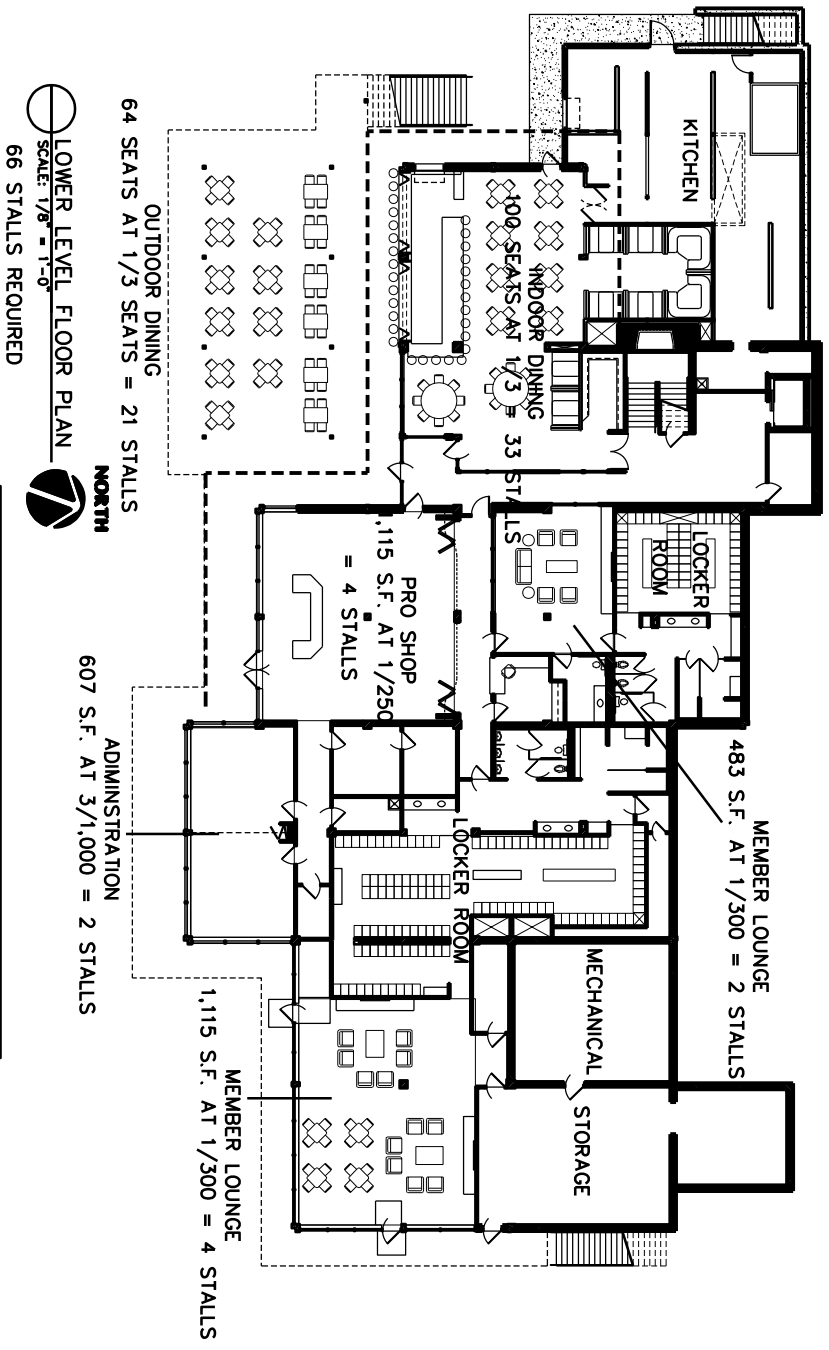 KITCHEN
INDOOR DINING
100 SEATS AT 1/3 = 33 STALLS
64 SEATS AT 1/3 SEATS = 21 STALLS
OUTDOOR DINING
LOCKER
ROOM
MEMBER LOUNGE
483 S.F. AT 1/300 = 2 STALLS
PRO SHOP
1,115 S.F. AT 1/250
= 4 STALLS
LOCKER ROOM
ADIMINSTRATION
607 S.F. AT 3/1,000 = 2 STALLS
MECHANICAL
STORAGE
MEMBER LOUNGE
1,115 S.F. AT 1/300 = 4 STALLS
LOWER LEVEL FLOOR PLAN
SCALE: 1/8" = 1'-0"
66 STALLS REQUIRED
NORTH